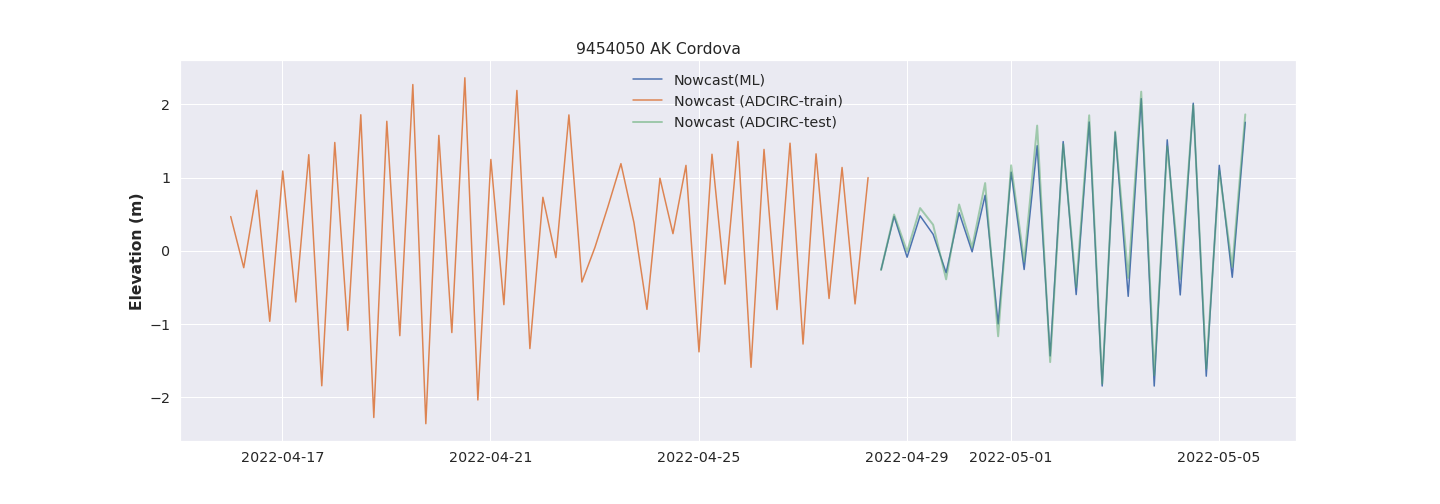 9454050 AK Cordova
Nowcast(ML)
Nowcast (ADCIRC-train)
Nowcast (ADCIRC-test)
Elevation (m)
2
1
0
−1
−2
2022-04-17 2022-04-21 2022-04-25 2022-04-29 2022-05-01 2022-05-05